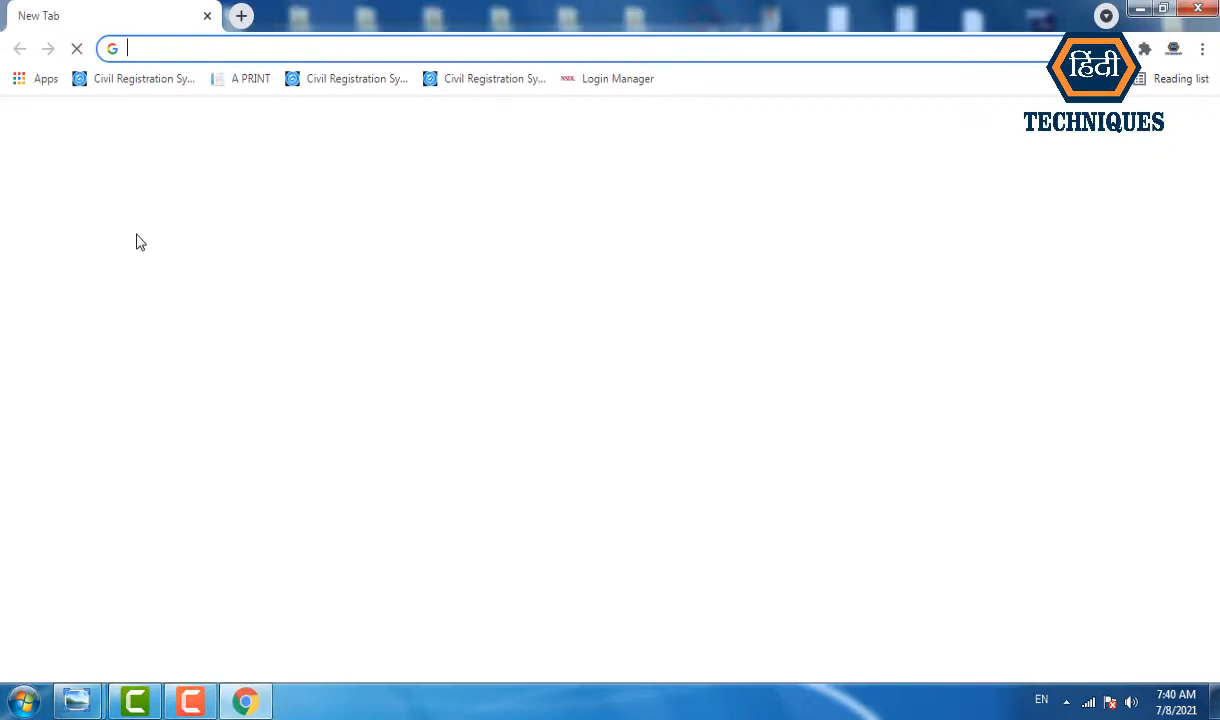 New Tab
Apps
Civil Registration Sy...
A PRINT
Civil Registration Sy...
Civil Registration Sy...
NSDL
Login Manager
Reading list
हिंदी
TECHNIQUES
EN
7:40 AM
7/8/2021